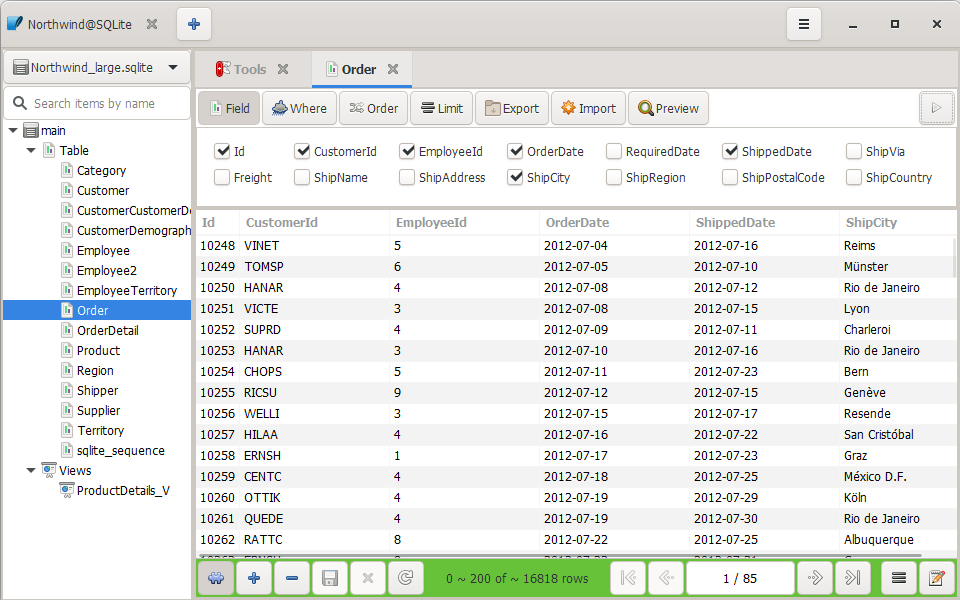 Northwind@SQLite
Northwind_large.sqlite
Search items by name
main
Table
Category
Customer
CustomerCustomerDe
CustomerDemograph
Employee
Employee2
EmployeeTerritory
Order
OrderDetail
Product
Region
Shipper
Supplier
Territory
sqlite_sequence
Views
ProductDetails_V
Tools Order
Field Where Order Limit Export Import Preview
Id CustomerId EmployeeId OrderDate RequiredDate ShippedDate ShipVia
Freight ShipName ShipAddress ShipCity ShipRegion ShipPostalCode ShipCountry
Id CustomerId EmployeeId OrderDate ShippedDate ShipCity
10248 VINET 5 2012-07-04 2012-07-16 Reims
10249 TOMSP 6 2012-07-05 2012-07-10 Münster
10250 HANAR 4 2012-07-08 2012-07-12 Rio de Janeiro
10251 VICTE 3 2012-07-08 2012-07-15 Lyon
10252 SUPRD 4 2012-07-09 2012-07-11 Charleroi
10253 HANAR 3 2012-07-10 2012-07-16 Rio de Janeiro
10254 CHOPS 5 2012-07-11 2012-07-23 Bern
10255 RICSU 9 2012-07-12 2012-07-15 Genève
10256 WELLI 3 2012-07-15 2012-07-17 Resende
10257 HILAA 4 2012-07-16 2012-07-22 San Cristóbal
10258 ERNSH 1 2012-07-17 2012-07-23 Graz
10259 CENTC 4 2012-07-18 2012-07-25 México D.F.
10260 OTTIK 4 2012-07-19 2012-07-29 Köln
10261 QUEDE 4 2012-07-19 2012-07-30 Rio de Janeiro
10262 RATTC 8 2012-07-22 2012-07-25 Albuquerque
0 ~ 200 of ~ 16818 rows 1 / 85